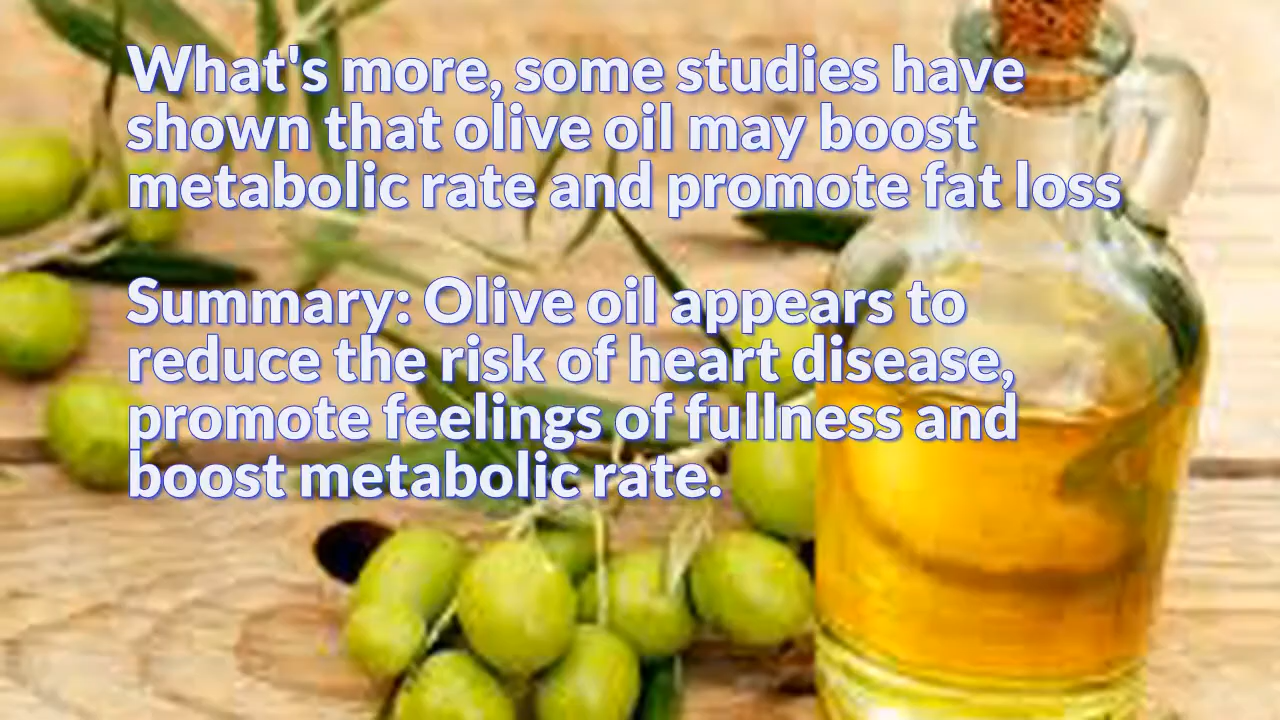 What's more, some studies have
shown that olive oil may boost
metabolic rate and promote fat loss
Summary: Olive oil appears to
reduce the risk of heart disease,
promote feelings of fullness and
boost metabolic rate.